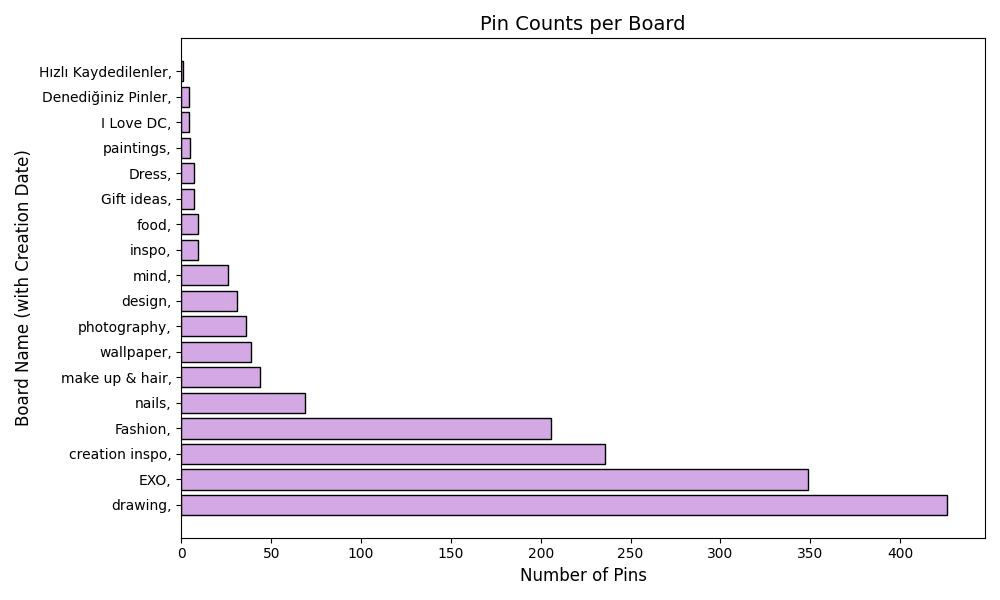 Pin Counts per Board
Board Name (with Creation Date)
Hızlı Kaydedilenler,
Denediğiniz Pinler,
I Love DC,
paintings,
Dress,
Gift ideas,
food,
inspo,
mind,
design,
photography,
wallpaper,
make up & hair,
nails,
Fashion,
creation inspo,
EXO,
drawing,
0 50 100 150 200 250 300 350 400
Number of Pins